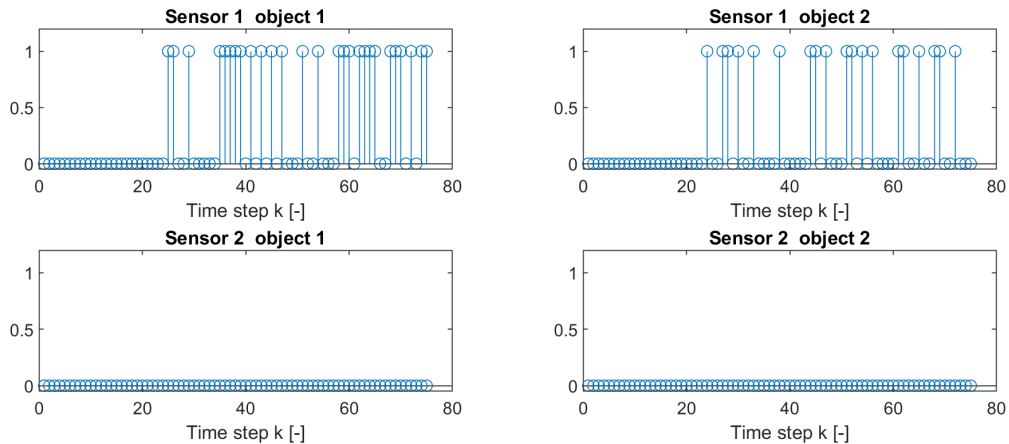 Sensor 1  object 1
1
0.5
0
0 20 40 60 80
Time step k [-]
Sensor 1  object 2
1
0.5
0
0 20 40 60 80
Time step k [-]
Sensor 2  object 1
1
0.5
0
0 20 40 60 80
Time step k [-]
Sensor 2  object 2
1
0.5
0
0 20 40 60 80
Time step k [-]